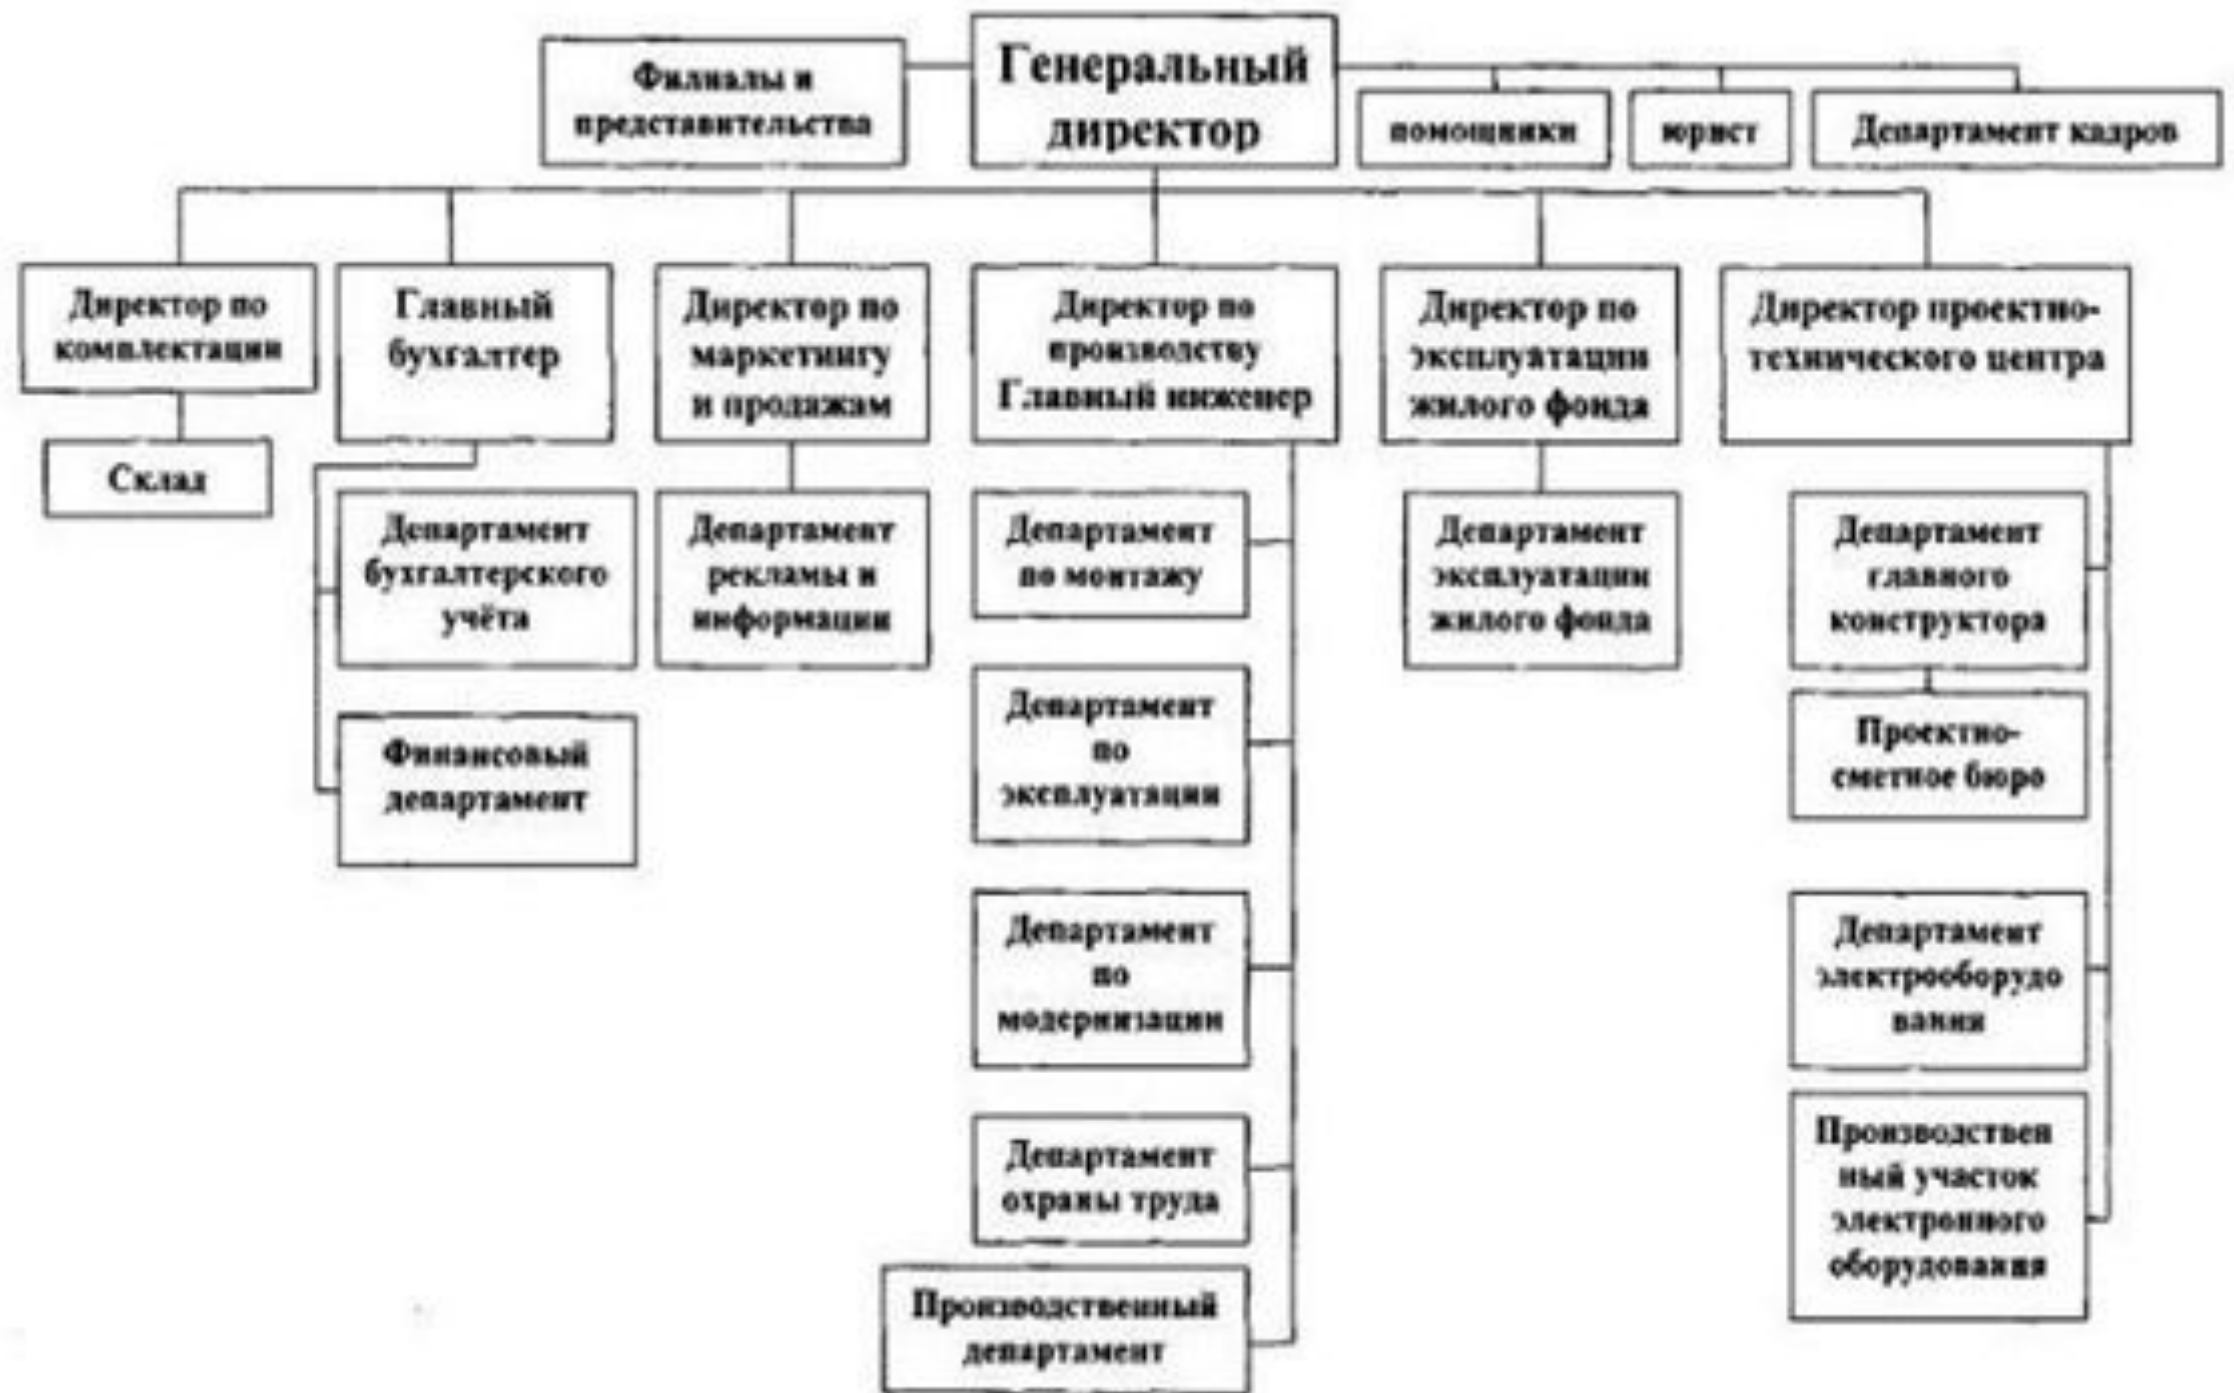 Филиалы и
представительства
Генеральный
директор
помощники
юрист
Департамент кадров
Директор по
комплектации
Главный
бухгалтер
Директор по
маркетингу
и продажам
Директор по
производству
Главный инженер
Директор по
эксплуатации
жилого фонда
Директор проектно-
технического центра
Склад
Департамент
бухгалтерского
учёта
Финансовый
департамент
Департамент
рекламы и
информации
Департамент
по монтажу
Департамент
по
эксплуатации
Департамент
по
модернизации
Департамент
охраны труда
Производственный
департамент
Департамент
эксплуатации
жилого фонда
Департамент
главного
конструктора
Проектно-
сметное бюро
Департамент
электрооборудо
вания
Производствен
ный участок
электронного
оборудования